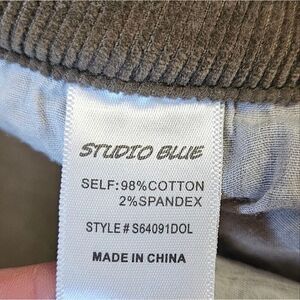 STUDIO BLUE
SELF:98%COTTON
2%SPANDEX
STYLE # S64091DOL
MADE IN CHINA